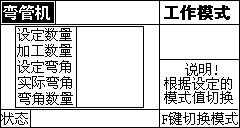 弯管机
工作模式
设定数量
加工数量
设定弯角
实际弯角
弯角数量
说明!
根据设定的
模式值切换
状态
F键切换模式